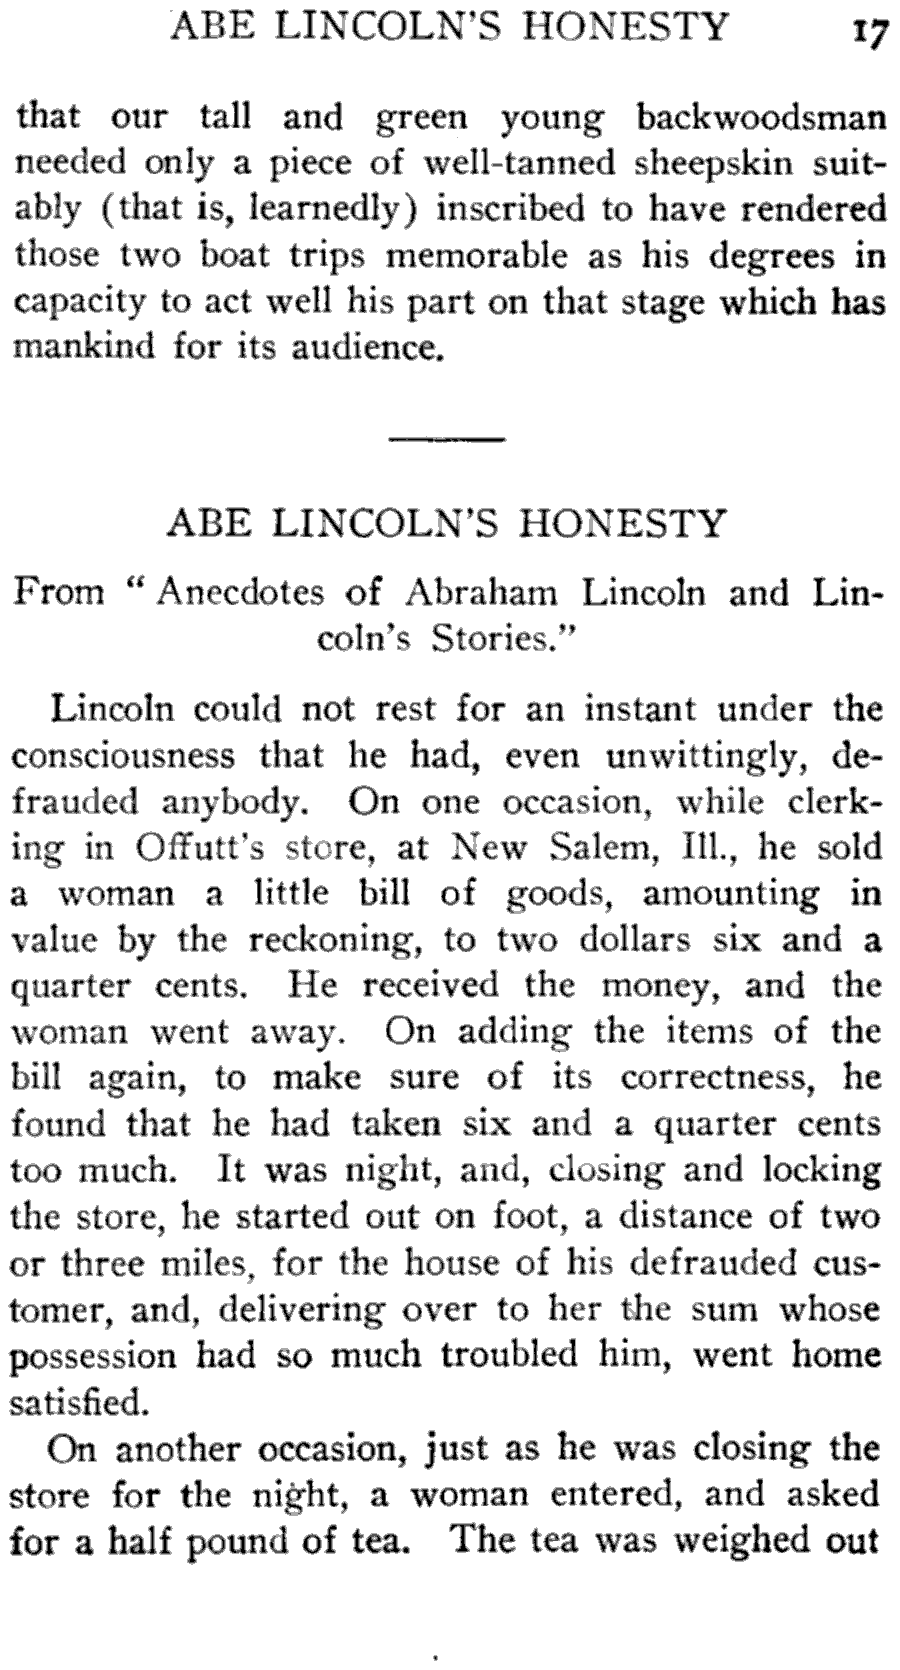 ABE LINCOLN'S HONESTY 17
that our tall and green young backwoodsman
needed only a piece of well-tanned sheepskin suit-
ably (that is, learnedly) inscribed to have rendered
those two boat trips memorable as his degrees in
capacity to act well his part on that stage which has
mankind for its audience.
ABE LINCOLN'S HONESTY
From "Anecdotes of Abraham Lincoln and Lin-
coln's Stories."
Lincoln could not rest for an instant under the
consciousness that he had, even unwittingly, de-
frauded anybody. On one occasion, while clerk-
ing in Offutt's store, at New Salem, Ill., he sold
a woman a little bill of goods, amounting in
value by the reckoning, to two dollars six and a
quarter cents. He received the money, and the
woman went away. On adding the items of the
bill again, to make sure of its correctness, he
found that he had taken six and a quarter cents
too much. It was night, and, closing and locking
the store, he started out on foot, a distance of two
or three miles, for the house of his defrauded cus-
tomer, and, delivering over to her the sum whose
possession had so much troubled him, went home
satisfied.
On another occasion, just as he was closing the
store for the night, a woman entered, and asked
for a half pound of tea. The tea was weighed out